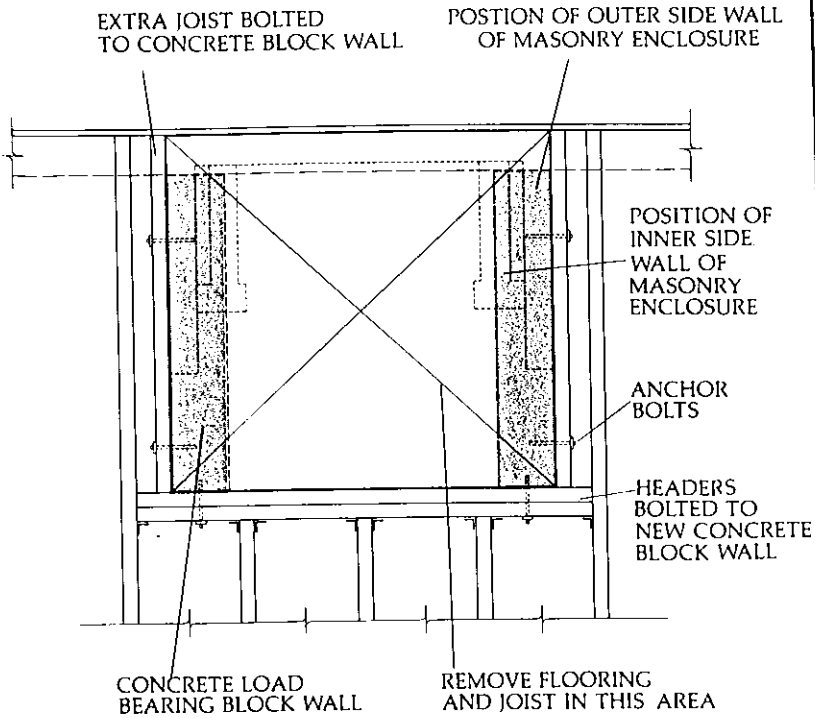 EXTRA JOIST BOLTED
TO CONCRETE BLOCK WALL
POSTION OF OUTER SIDE WALL
OF MASONRY ENCLOSURE
POSITION OF
INNER SIDE
WALL OF
MASONRY
ENCLOSURE
ANCHOR
BOLTS
HEADERS
BOLTED TO
NEW CONCRETE
BLOCK WALL
CONCRETE LOAD
BEARING BLOCK WALL
REMOVE FLOORING
AND JOIST IN THIS AREA